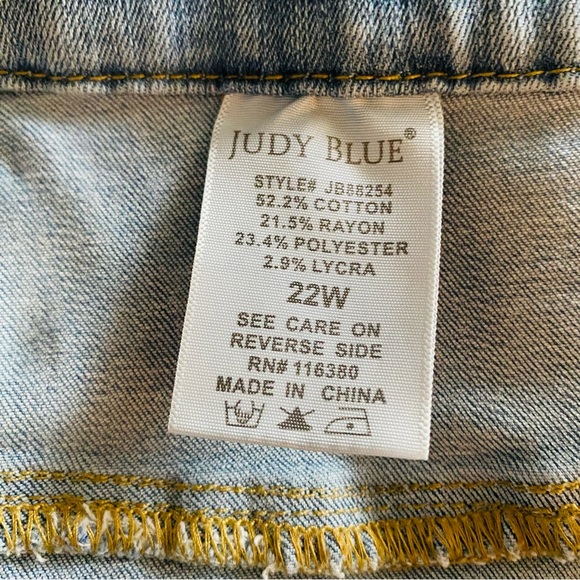 JUDY BLUE®
STYLE# JB88254
52.2% COTTON
21.5% RAYON
23.4% POLYESTER
2.9% LYCRA
22W
SEE CARE ON
REVERSE SIDE
RN# 116380
MADE IN CHINA